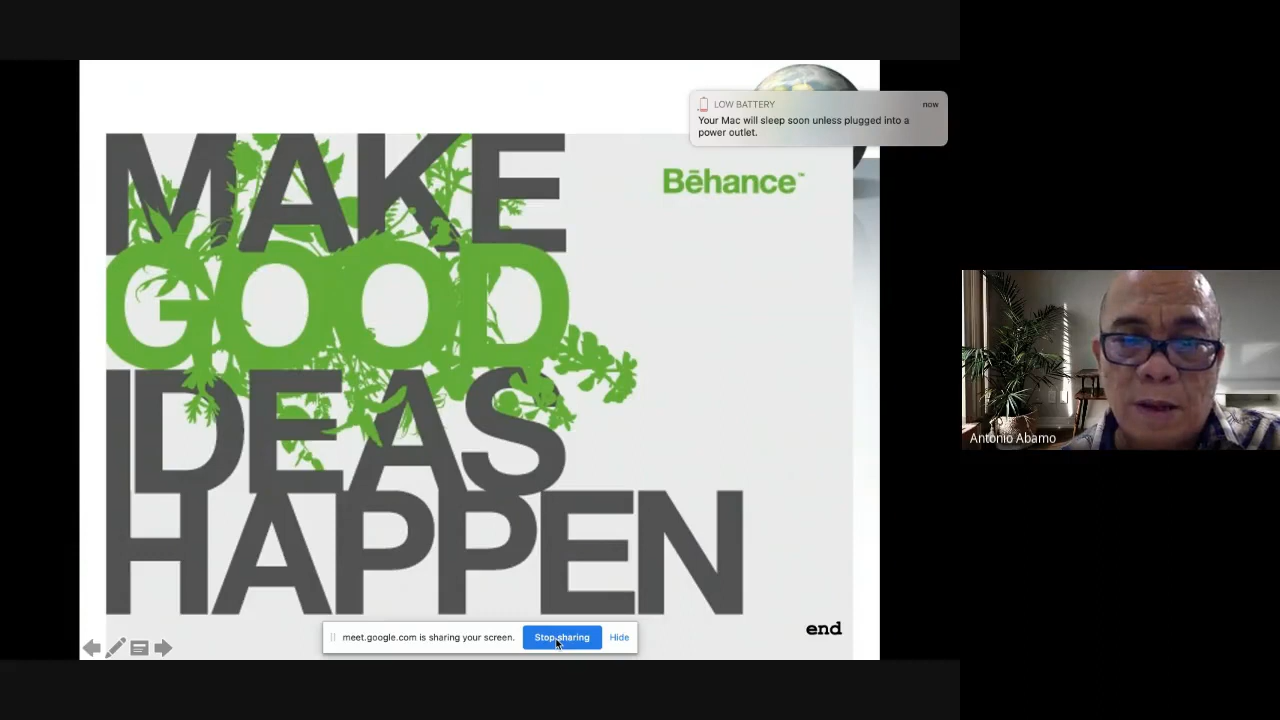 LOW BATTERY
now
Your Mac will sleep soon unless plugged into a
power outlet.
Bēhance™
MAKE
GOOD
IDEAS
HAPPEN
end
meet.google.com is sharing your screen.
Stop sharing
Hide
Antonio Abamo